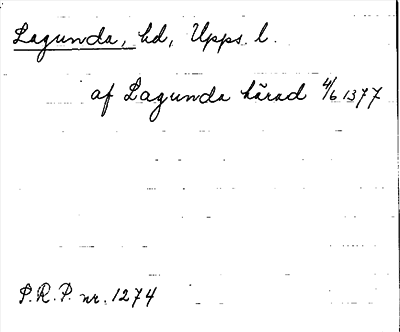 Lagunda, hd, Upps. l.
af Lagunda härad 4/6 1377
P.R.P. nr. 1274